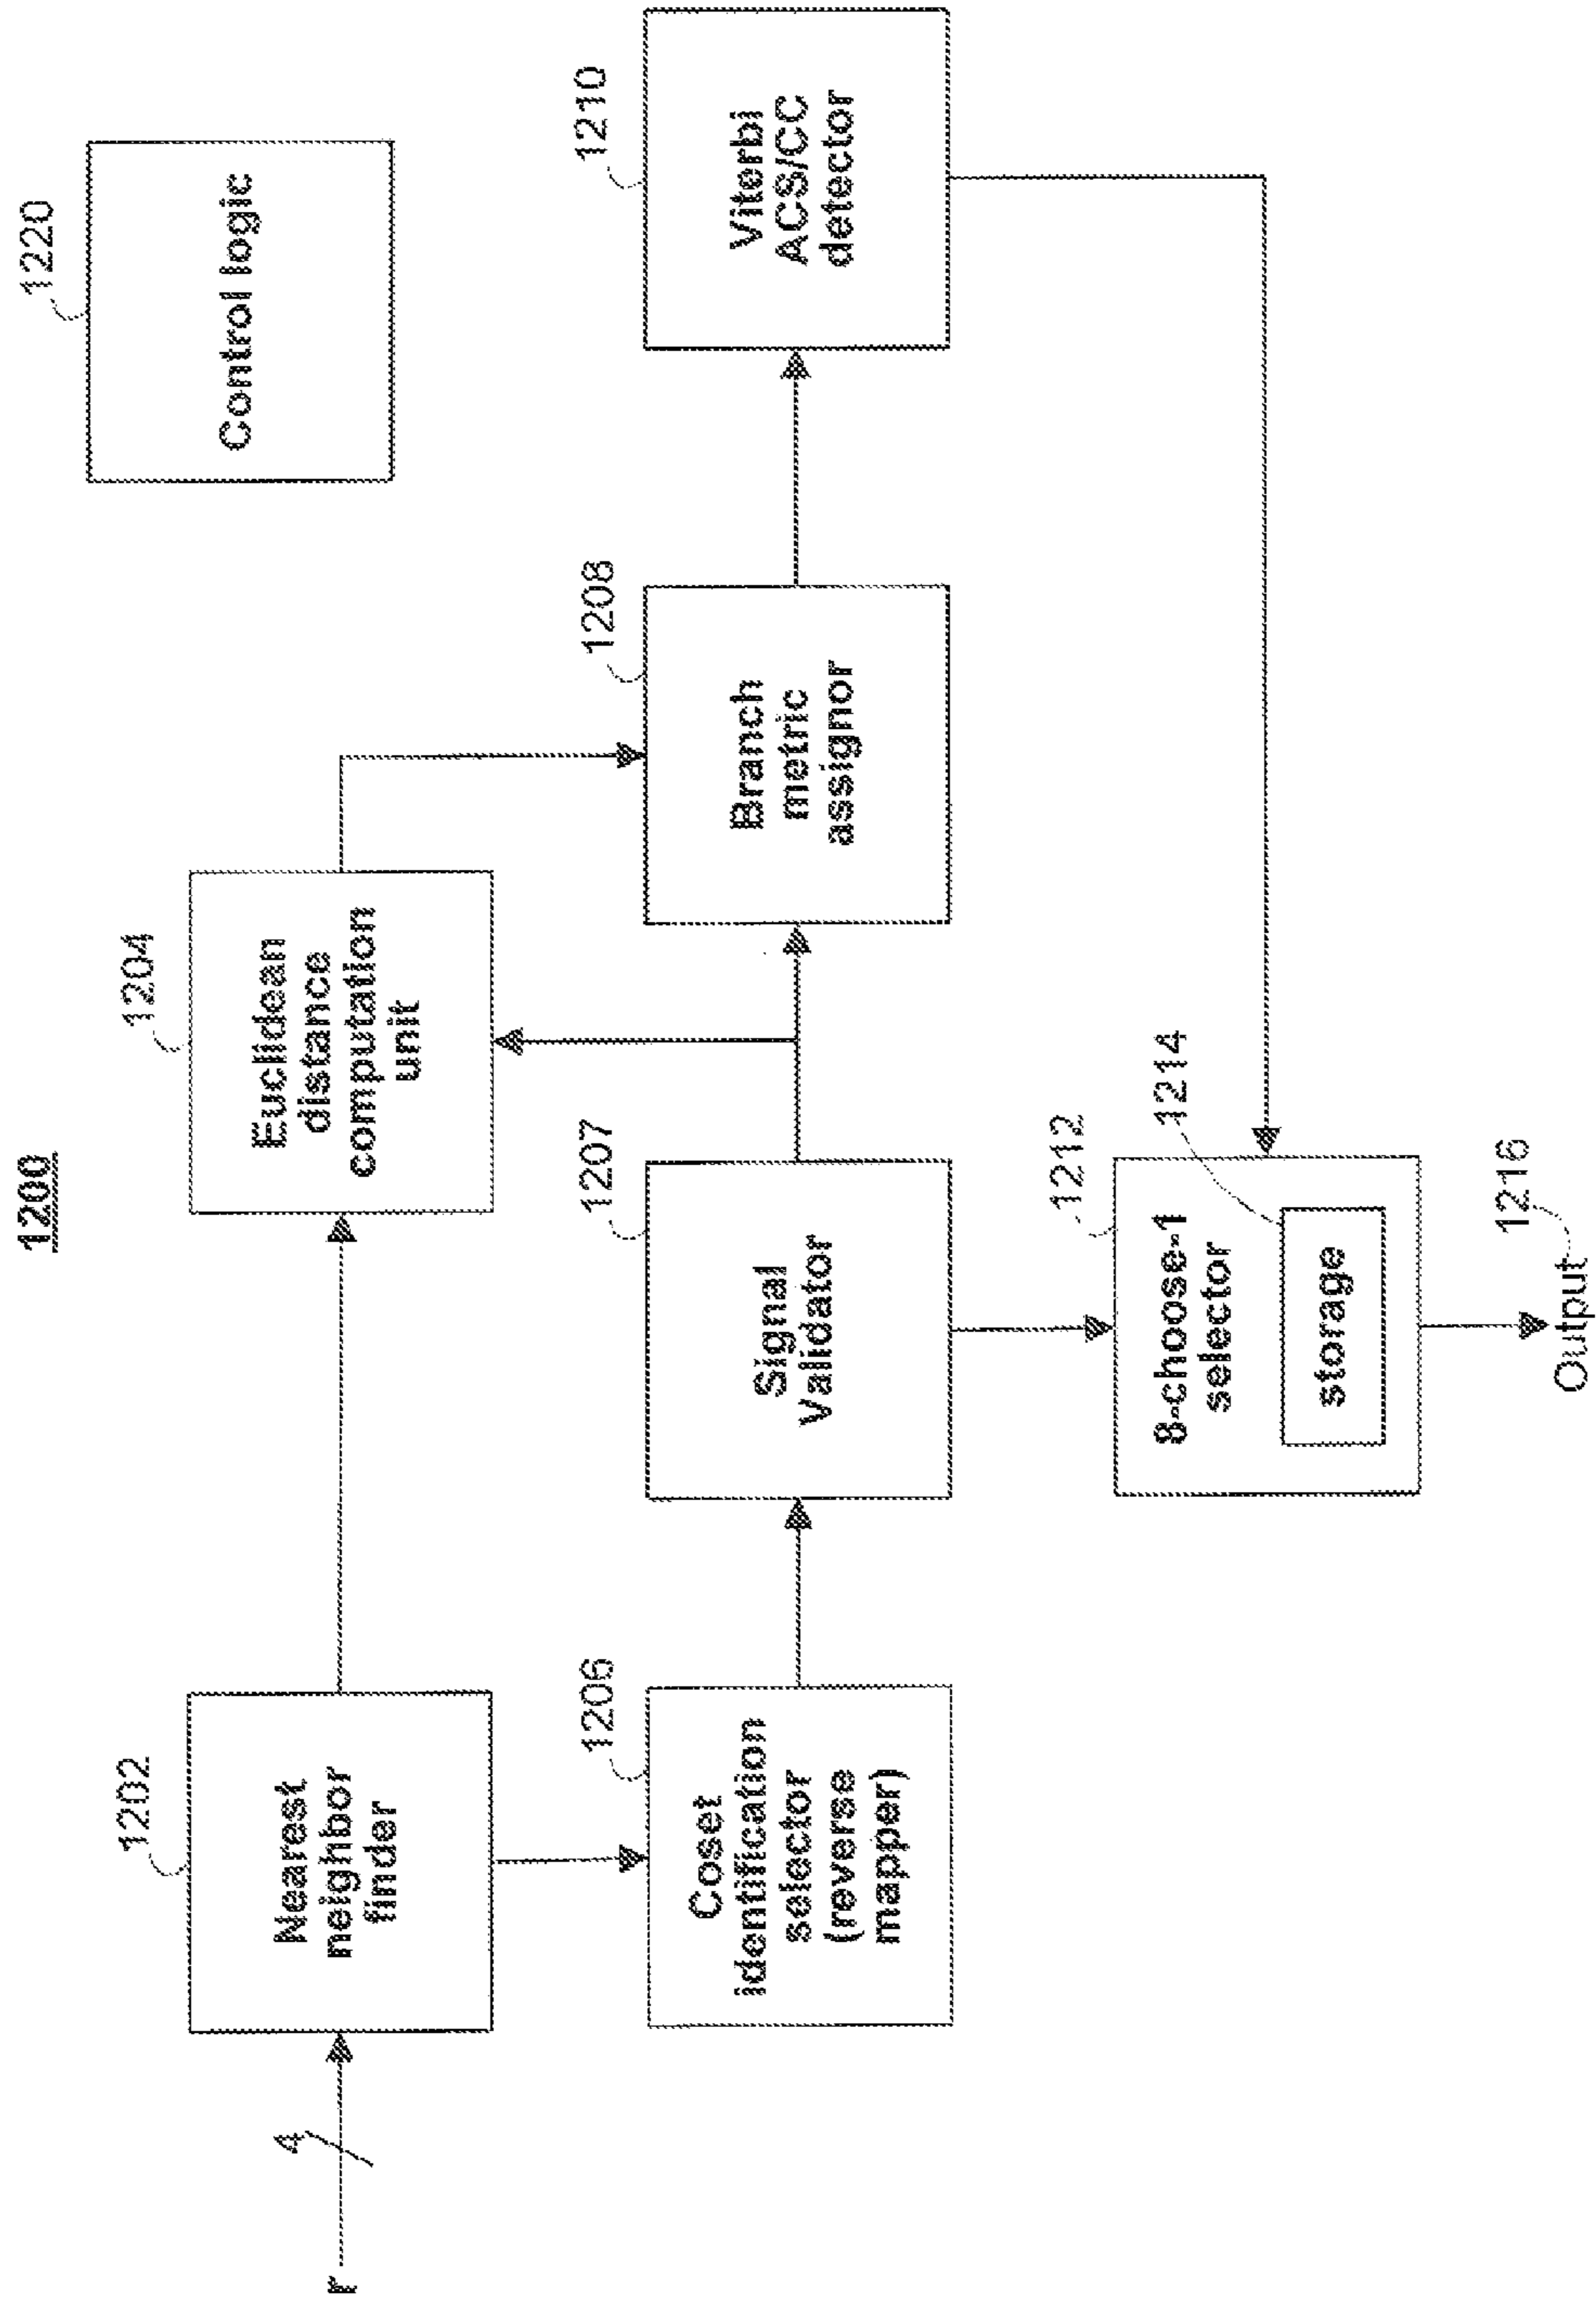 1200
1220
Control logic
1202
Nearest
neighbor
finder
1204
Euclidean
distance
computation
unit
r
4
1206
Coset
identification
selector
(reverse
mapper)
1207
Signal
Validator
1208
Branch
metric
assignor
1210
Viterbi
ACS/CC
detector
1212
8-choose-1
selector
1214
storage
Output
1216